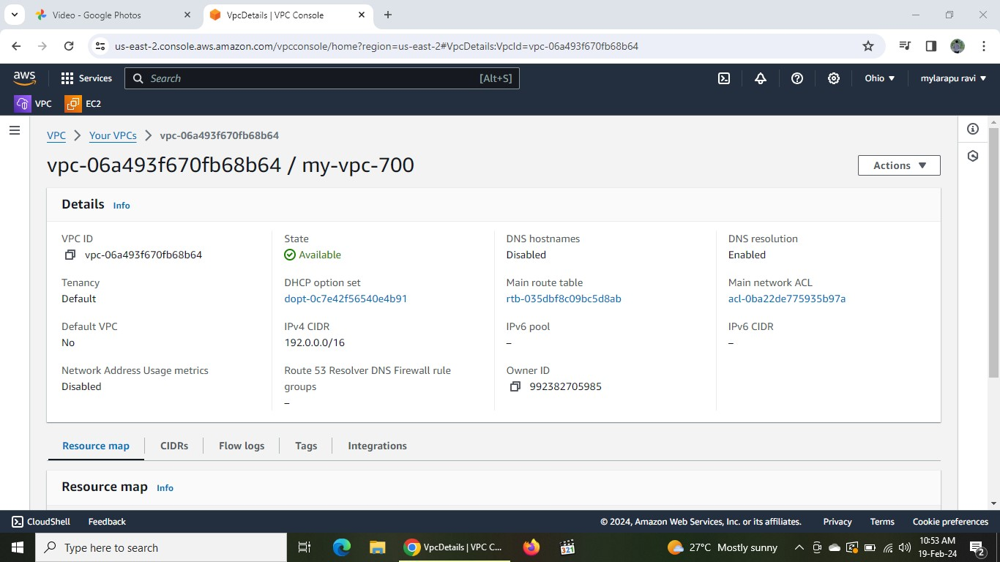 Video - Google Photos
VpcDetails | VPC Console
us-east-2.console.aws.amazon.com/vpcconsole/home?region=us-east-2#VpcDetails:VpcId=vpc-06a493f670fb68b64
aws
Services
Search
[Alt+S]
Ohio
mylarapu ravi
VPC
EC2
VPC
Your VPCs
vpc-06a493f670fb68b64
vpc-06a493f670fb68b64 / my-vpc-700
Actions
Details
Info
VPC ID
vpc-06a493f670fb68b64
State
Available
DNS hostnames
Disabled
DNS resolution
Enabled
Tenancy
Default
DHCP option set
dopt-0c7e42f56540e4b91
Main route table
rtb-035dbf8c09bc5d8ab
Main network ACL
acl-0ba22de775935b97a
Default VPC
No
IPv4 CIDR
192.0.0.0/16
IPv6 pool
–
IPv6 CIDR
–
Network Address Usage metrics
Disabled
Route 53 Resolver DNS Firewall rule
groups
–
Owner ID
992382705985
Resource map
CIDRs
Flow logs
Tags
Integrations
Resource map
Info
CloudShell
Feedback
© 2024, Amazon Web Services, Inc. or its affiliates.
Privacy
Terms
Cookie preferences
Type here to search
VpcDetails | VPC C...
321
27°C Mostly sunny
10:53 AM
19-Feb-24
2